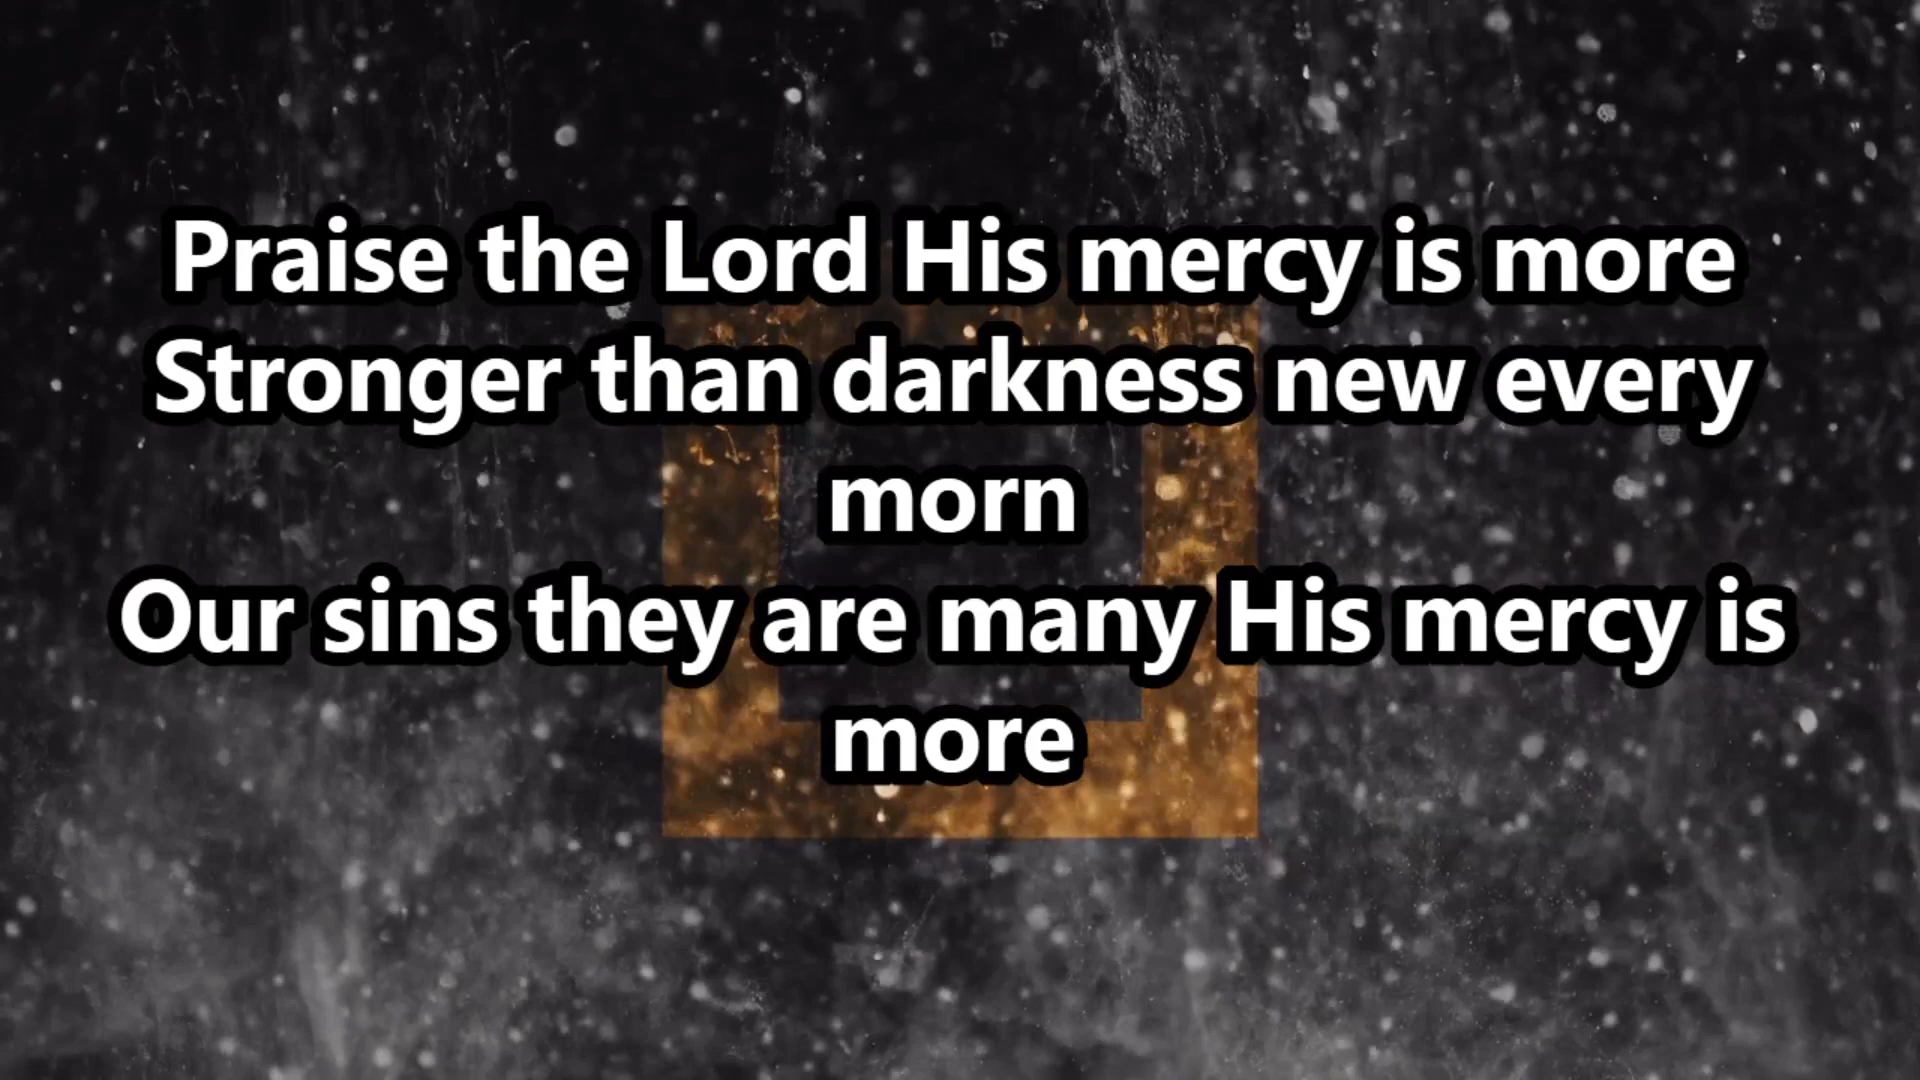 Praise the Lord His mercy is more
Stronger than darkness new every
morn
Our sins they are many His mercy is
more